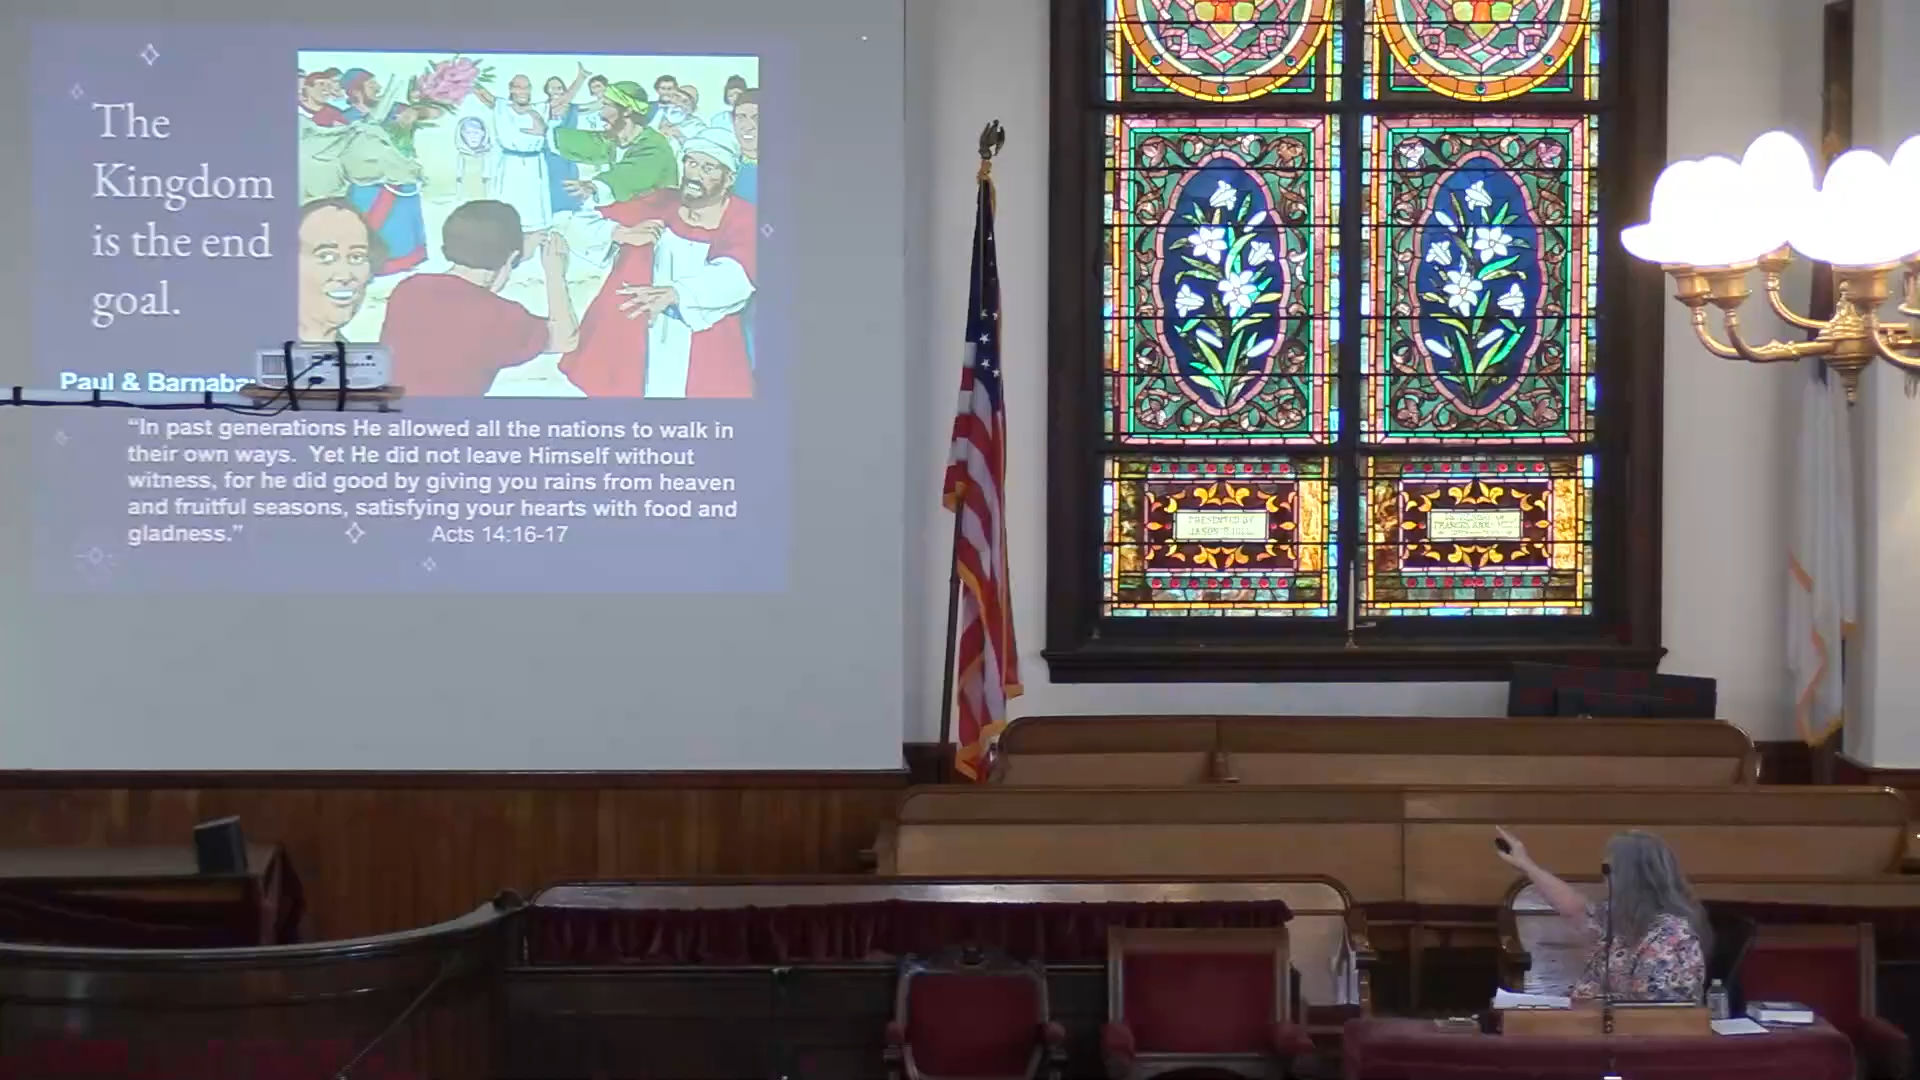 The
Kingdom
is the end
goal.
Paul & Barnabas
“In past generations He allowed all the nations to walk in
their own ways. Yet He did not leave Himself without
witness, for he did good by giving you rains from heaven
and fruitful seasons, satisfying your hearts with food and
gladness.”
Acts 14:16-17
PRESENTED BY